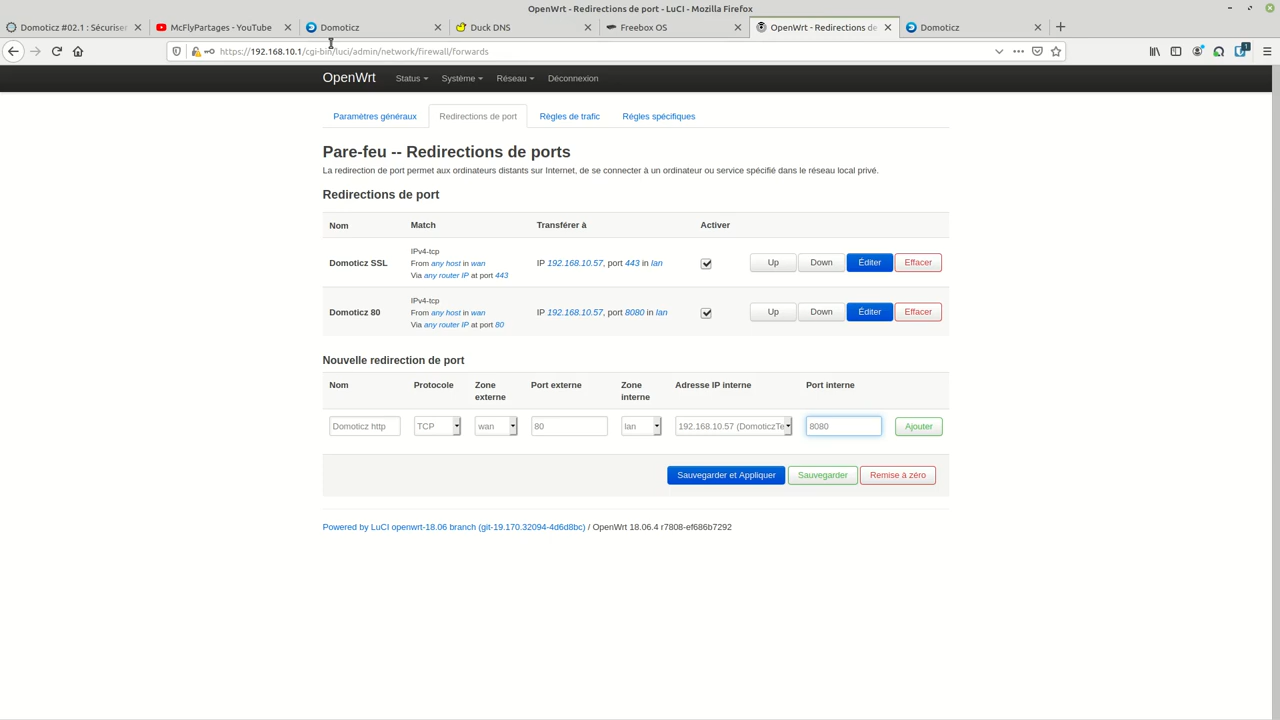 OpenWrt - Redirections de port - LuCI - Mozilla Firefox
Domoticz #02.1 : Sécuriser
McFlyPartages - YouTube
Domoticz
Duck DNS
Freebox OS
OpenWrt - Redirections de
Domoticz
https://192.168.10.1/cgi-bin/luci/admin/network/firewall/forwards
1
OpenWrt Status Système Réseau Déconnexion
Paramètres généraux Redirections de port Règles de trafic Règles spécifiques
Pare-feu -- Redirections de ports
La redirection de port permet aux ordinateurs distants sur Internet, de se connecter à un ordinateur ou service spécifié dans le réseau local privé.
Redirections de port
Nom Match Transférer à Activer
IPv4-tcp
Domoticz SSL From any host in wan IP 192.168.10.57, port 443 in lan Up Down Éditer Effacer
Via any router IP at port 443
IPv4-tcp
Domoticz 80 From any host in wan IP 192.168.10.57, port 8080 in lan Up Down Éditer Effacer
Via any router IP at port 80
Nouvelle redirection de port
Nom Protocole Zone externe Port externe Zone interne Adresse IP interne Port interne
Domoticz http TCP wan 80 lan 192.168.10.57 (DomoticzTe 8080 Ajouter
Sauvegarder et Appliquer Sauvegarder Remise à zéro
Powered by LuCI openwrt-18.06 branch (git-19.170.32094-4d6d8bc) / OpenWrt 18.06.4 r7808-ef686b7292